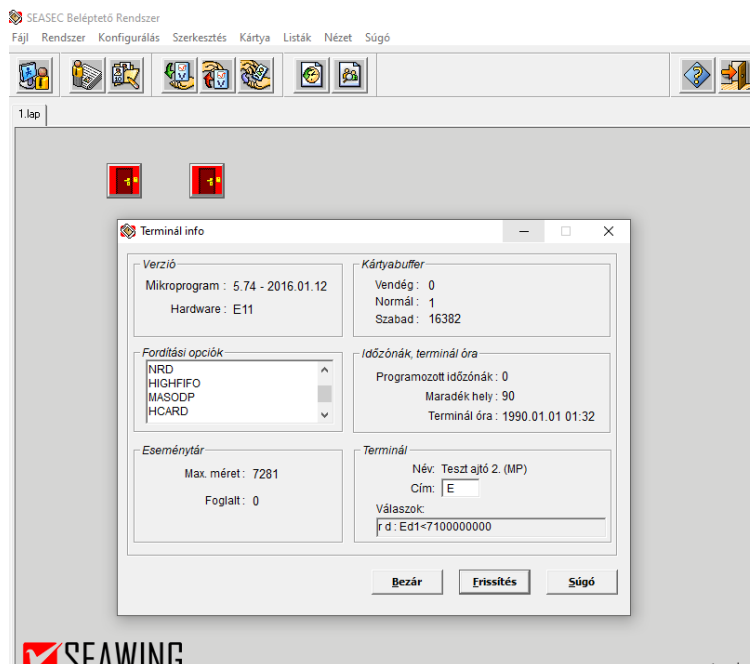 SEASEC Beléptető Rendszer
Fájl Rendszer Konfigurálás Szerkesztés Kártya Listák Nézet Súgó
1.lap
Terminál info
Verzió
Mikroprogram : 5.74 - 2016.01.12
Hardware : E11
Kártyabuffer
Vendég : 0
Normál : 1
Szabad : 16382
Fordítási opciók
NRD
HIGHFIFO
MASODP
HCARD
Időzónák, terminál óra
Programozott időzónák : 0
Maradék hely : 90
Terminál óra : 1990.01.01 01:32
Eseménytár
Max. méret : 7281
Foglalt : 0
Terminál
Név: Teszt ajtó 2. (MP)
Cím: E
Válaszok:
r d : Ed1<7100000000
Bezár Frissítés Súgó
SEAWING